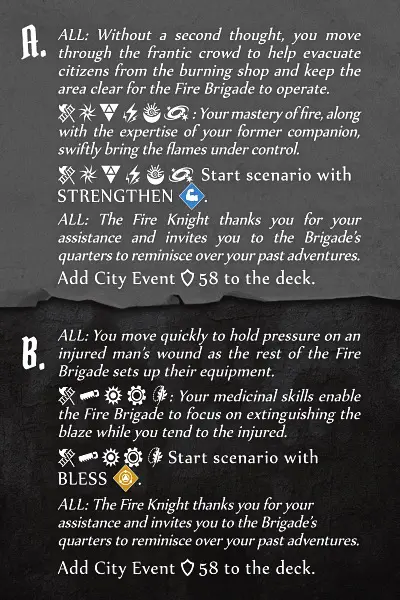 A.
ALL: Without a second thought, you move
through the frantic crowd to help evacuate
citizens from the burning shop and keep the
area clear for the Fire Brigade to operate.
: Your mastery of fire, along
with the expertise of your former companion,
swiftly bring the flames under control.
Start scenario with
STRENGTHEN .
ALL: The Fire Knight thanks you for your
assistance and invites you to the Brigade's
quarters to reminisce over your past adventures.
Add City Event 58 to the deck.
B.
ALL: You move quickly to hold pressure on an
injured man's wound as the rest of the Fire
Brigade sets up their equipment.
: Your medicinal skills enable
the Fire Brigade to focus on extinguishing the
blaze while you tend to the injured.
Start scenario with
BLESS .
ALL: The Fire Knight thanks you for your
assistance and invites you to the Brigade's
quarters to reminisce over your past adventures.
Add City Event 58 to the deck.